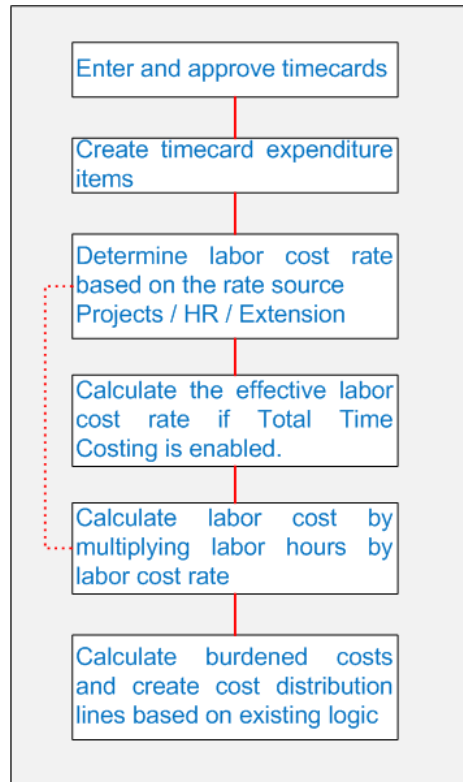 Enter and approve timecards
Create timecard expenditure
items
Determine labor cost rate
based on the rate source
Projects / HR / Extension
Calculate the effective labor
cost rate if Total Time
Costing is enabled.
Calculate labor cost by
multiplying labor hours by
labor cost rate
Calculate burdened costs
and create cost distribution
lines based on existing logic